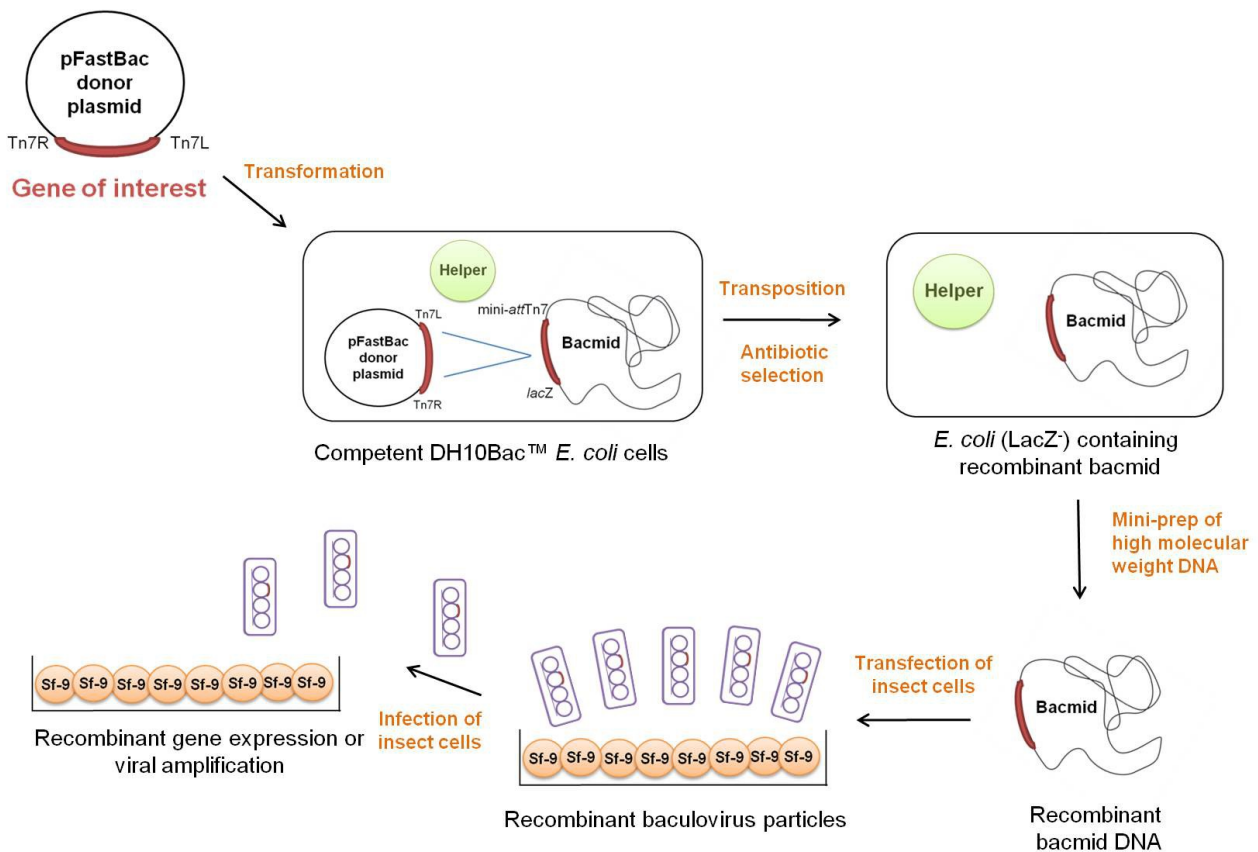 pFastBac
donor
plasmid
Tn7R
Tn7L
Gene of interest
Transformation
Helper
mini-attTn7
Tn7L
pFastBac
donor
plasmid
Bacmid
Tn7R
lacZ
Competent DH10Bac™ E. coli cells
Transposition
Antibiotic
selection
Helper
Bacmid
E. coli (LacZ⁻) containing
recombinant bacmid
Mini-prep of
high molecular
weight DNA
Bacmid
Recombinant
bacmid DNA
Transfection of
insect cells
Sf-9 Sf-9 Sf-9 Sf-9 Sf-9 Sf-9 Sf-9 Sf-9
Recombinant baculovirus particles
Infection of
insect cells
Sf-9 Sf-9 Sf-9 Sf-9 Sf-9 Sf-9 Sf-9 Sf-9
Recombinant gene expression or
viral amplification